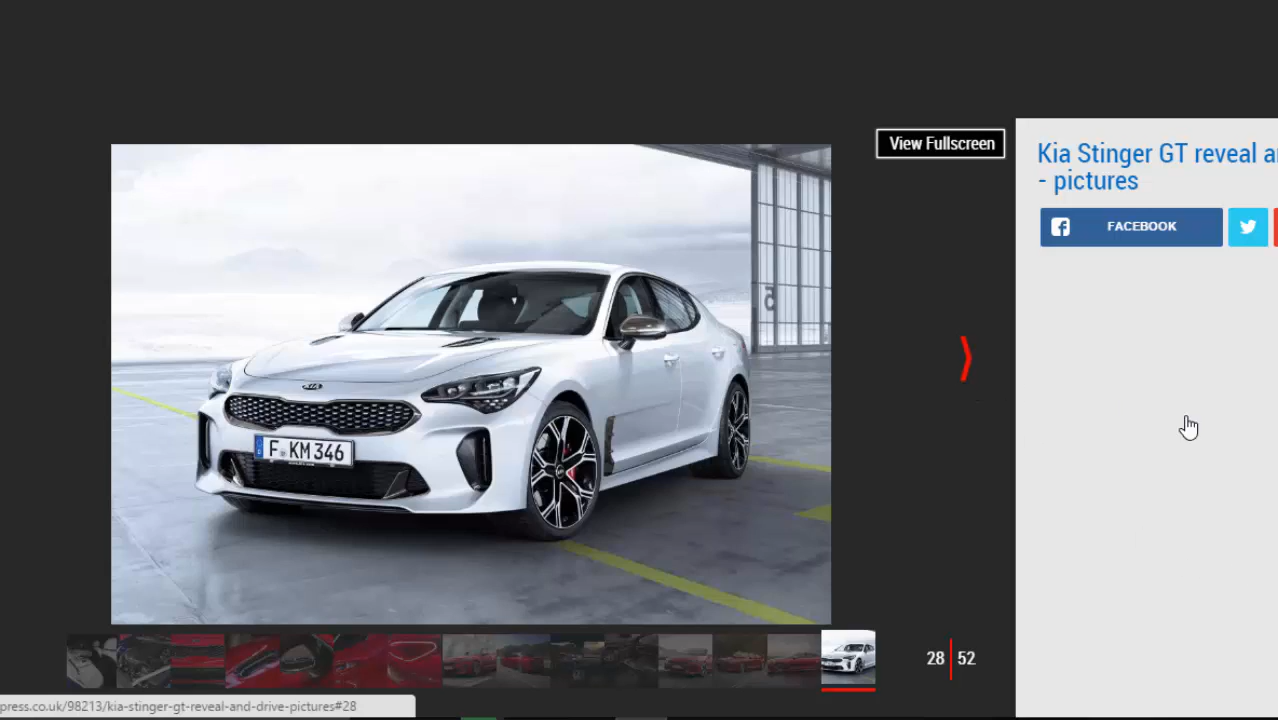 View Fullscreen
Kia Stinger GT reveal a
- pictures
FACEBOOK
KIA
F KM 346
28 52
press.co.uk/98213/kia-stinger-gt-reveal-and-drive-pictures#28